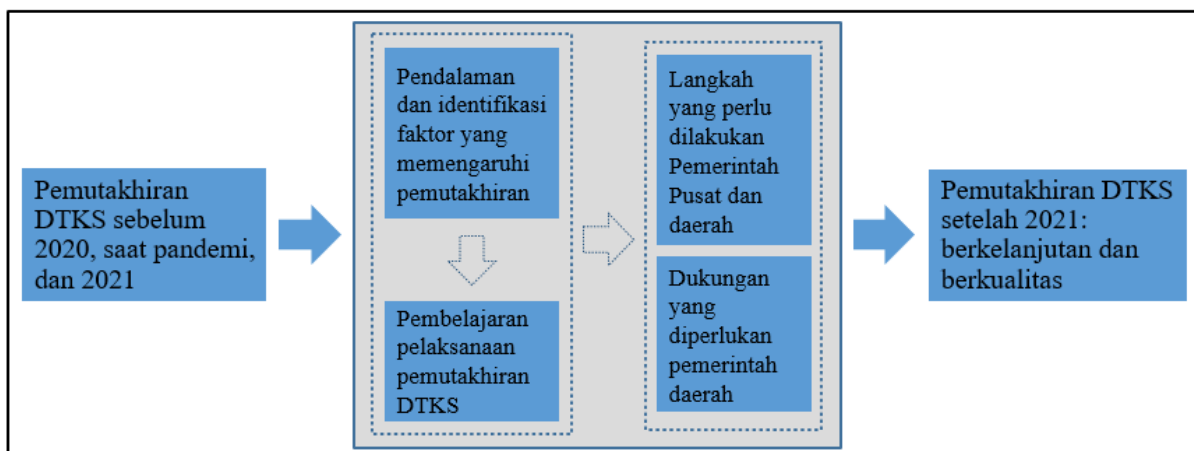 Pemutakhiran
DTKS sebelum
2020, saat pandemi,
dan 2021
Pendalaman
dan identifikasi
faktor yang
memengaruhi
pemutakhiran
Pembelajaran
pelaksanaan
pemutakhiran
DTKS
Langkah
yang perlu
dilakukan
Pemerintah
Pusat dan
daerah
Dukungan
yang
diperlukan
pemerintah
daerah
Pemutakhiran DTKS
setelah 2021:
berkelanjutan dan
berkualitas